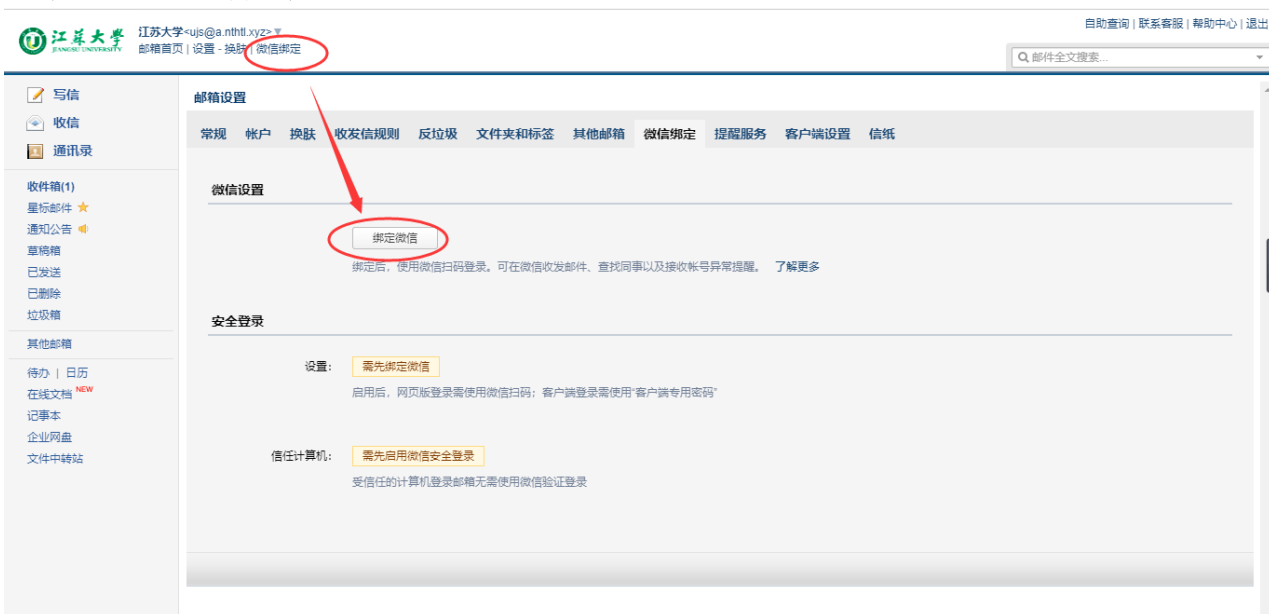 江苏大学
JIANGSU UNIVERSITY
江苏大学<ujs@a.nthtl.xyz>
邮箱首页 | 设置 - 换肤 | 微信绑定
自助查询 | 联系客服 | 帮助中心 | 退出
邮件全文搜索...
写信
收信
通讯录
收件箱(1)
星标邮件
通知公告
草稿箱
已发送
已删除
垃圾箱
其他邮箱
待办 | 日历
在线文档 NEW
记事本
企业网盘
文件中转站
邮箱设置
常规 帐户 换肤 收发信规则 反垃圾 文件夹和标签 其他邮箱 微信绑定 提醒服务 客户端设置 信纸
微信设置
绑定微信
绑定后，使用微信扫码登录。可在微信收发邮件、查找同事以及接收帐号异常提醒。 了解更多
安全登录
设置： 需先绑定微信
启用后，网页版登录需使用微信扫码；客户端登录需使用“客户端专用密码”
信任计算机： 需先启用微信安全登录
受信任的计算机登录邮箱无需使用微信验证登录